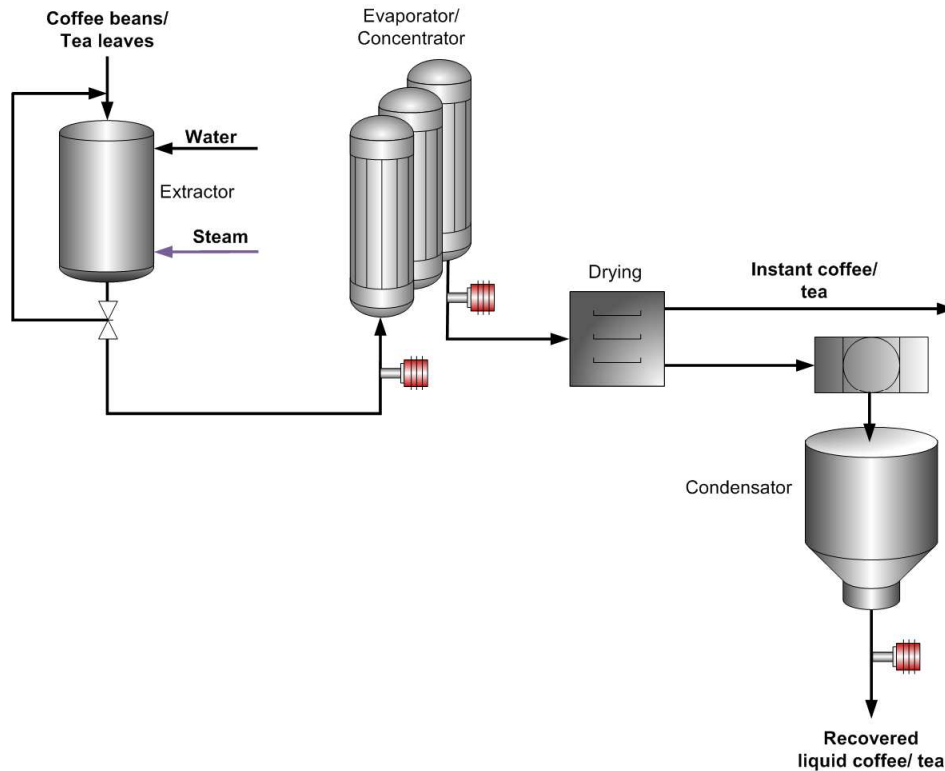 Coffee beans/
Tea leaves
Evaporator/
Concentrator
Water
Extractor
Steam
Drying
Instant coffee/
tea
Condensator
Recovered
liquid coffee/ tea